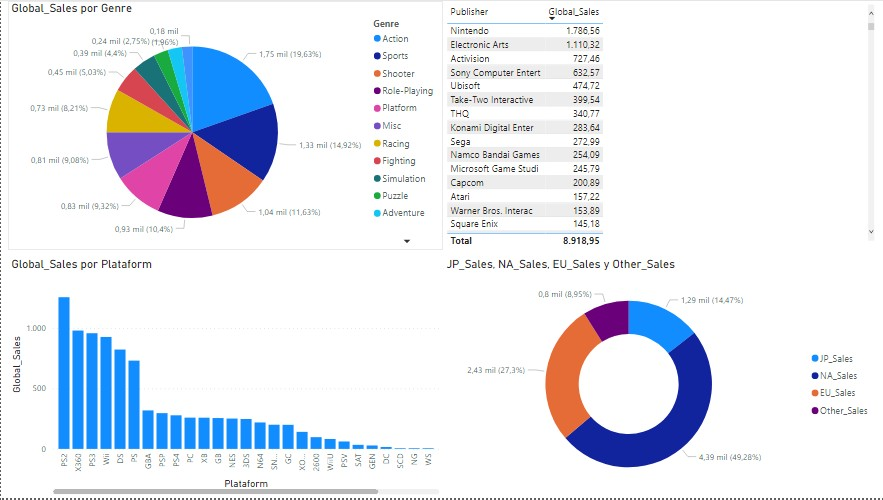 Global_Sales por Genre
0,18 mil
(1,96%)
0,24 mil (2,75%)
0,39 mil (4,4%)
0,45 mil (5,03%)
0,73 mil (8,21%)
0,81 mil (9,08%)
0,83 mil (9,32%)
0,93 mil (10,4%)
1,04 mil (11,63%)
1,33 mil (14,92%)
1,75 mil (19,63%)
Genre
Action
Sports
Shooter
Role-Playing
Platform
Misc
Racing
Fighting
Simulation
Puzzle
Adventure
Publisher Global_Sales
Nintendo 1.786,56
Electronic Arts 1.110,32
Activision 727,46
Sony Computer Entert 632,57
Ubisoft 474,72
Take-Two Interactive 399,54
THQ 340,77
Konami Digital Enter 283,64
Sega 272,99
Namco Bandai Games 254,09
Microsoft Game Studi 245,79
Capcom 200,89
Atari 157,22
Warner Bros. Interac 153,89
Square Enix 145,18
Total 8.918,95
Global_Sales por Plataform
Global_Sales
1.000
500
0
PS2 X360 PS3 Wii DS PS GBA PSP PS4 PC XB GB NES 3DS N64 SN... GC XO... 2600 WiiU PSV SAT GEN DC SCD NG WS
Plataform
JP_Sales, NA_Sales, EU_Sales y Other_Sales
0,8 mil (8,95%)
1,29 mil (14,47%)
2,43 mil (27,3%)
4,39 mil (49,28%)
JP_Sales
NA_Sales
EU_Sales
Other_Sales